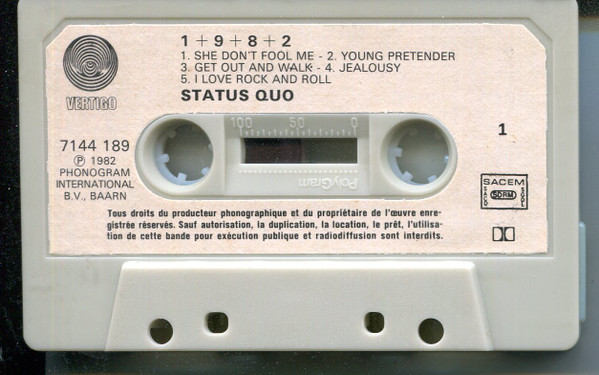 1+9+8+2
1. SHE DON'T FOOL ME - 2. YOUNG PRETENDER
3. GET OUT AND WALK - 4. JEALOUSY
5. I LOVE ROCK AND ROLL
STATUS QUO
VERTIGO
7144 189
℗ 1982
PHONOGRAM
INTERNATIONAL
B.V., BAARN
100 50 0
PolyGram
1
SACEM
SACD SDRM SGDL
Tous droits du producteur phonographique et du propriétaire de l'œuvre enre-
gistrée réservés. Sauf autorisation, la duplication, la location, le prêt, l'utilisa-
tion de cette bande pour exécution publique et radiodiffusion sont interdits.